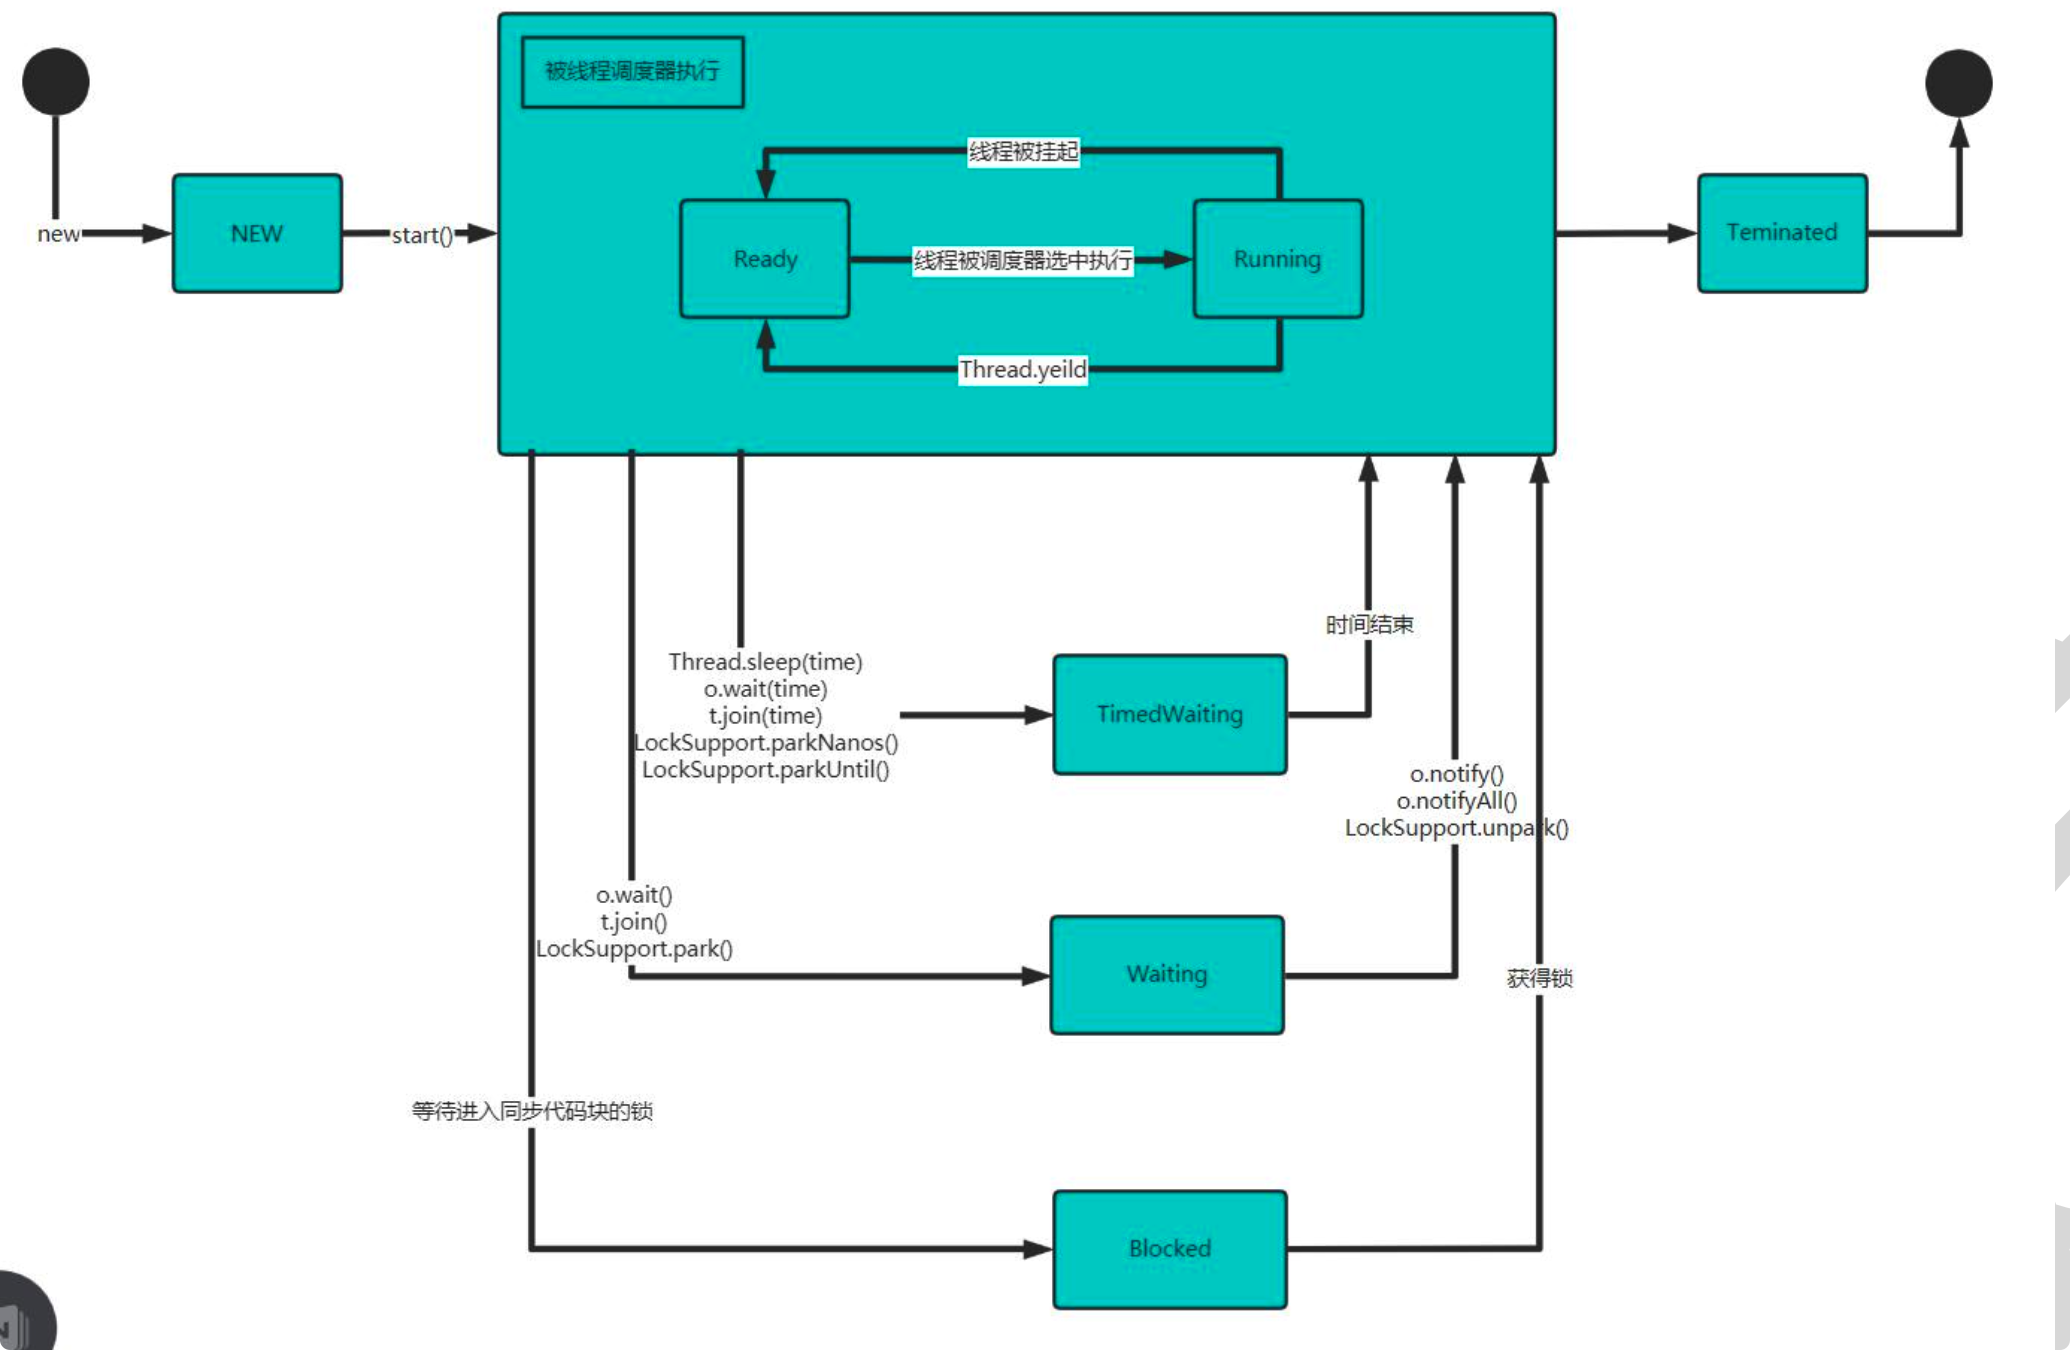 被线程调度器执行
线程被挂起
new
NEW
start()
Ready
线程被调度器选中执行
Running
Teminated
Thread.yeild
时间结束
Thread.sleep(time)
o.wait(time)
t.join(time)
LockSupport.parkNanos()
LockSupport.parkUntil()
TimedWaiting
o.notify()
o.notifyAll()
LockSupport.unpark()
o.wait()
t.join()
LockSupport.park()
Waiting
获得锁
等待进入同步代码块的锁
Blocked